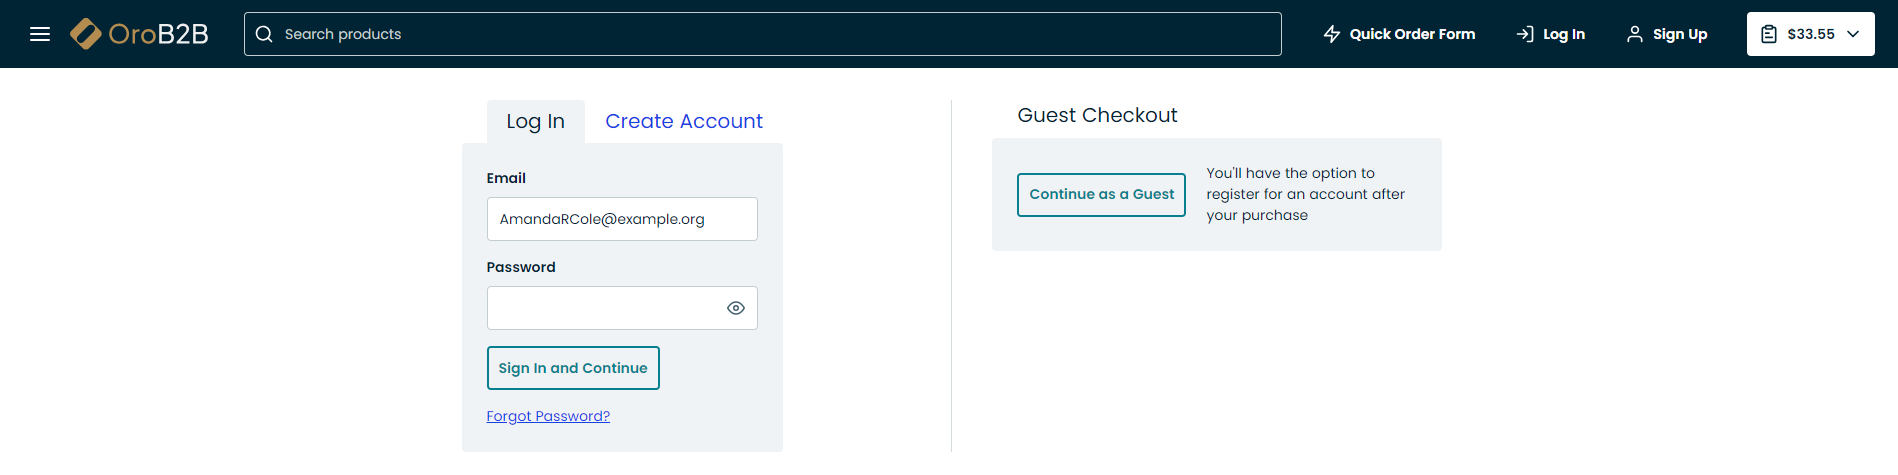 OroB2B
Search products
Quick Order Form
Log In
Sign Up
$33.55
Log In
Create Account
Email
AmandaRCole@example.org
Password
Sign In and Continue
Forgot Password?
Guest Checkout
Continue as a Guest
You'll have the option to
register for an account after
your purchase